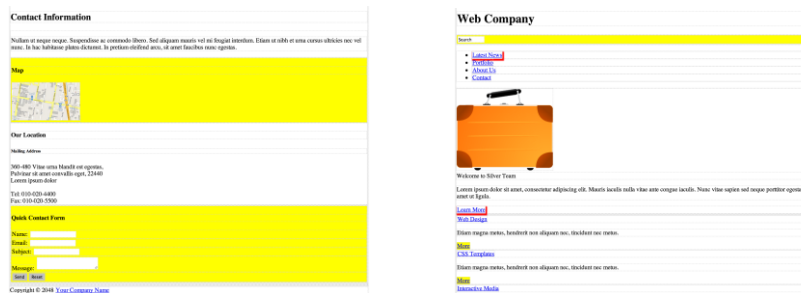 Contact Information
Nullam ut neque neque. Suspendisse ac commodo libero. Sed aliquam mauris vel mi feugiat interdum. Etiam ut nibh et urna cursus ultricies nec vel
nunc. In hac habitasse platea dictumst. In pretium eleifend arcu, sit amet faucibus nunc egestas.
Map
Our Location
Mailing Address
360-480 Vitae urna blandit est egestas,
Pulvinar sit amet convallis eget, 22440
Lorem ipsum dolor
Tel: 010-020-4400
Fax: 010-020-5500
Quick Contact Form
Name:
Email:
Subject:
Message:
Send Reset
Copyright © 2048 Your Company Name
Web Company
Search
Latest News
Portfolio
About Us
Contact
Welcome to Silver Team
Lorem ipsum dolor sit amet, consectetur adipiscing elit. Mauris iaculis nulla vitae ante congue iaculis. Nunc vitae sapien sed neque porttitor egesta
amet ut ligula.
Learn More
Web Design
Etiam magna metus, hendrerit non aliquam nec, tincidunt nec metus.
More
CSS Templates
Etiam magna metus, hendrerit non aliquam nec, tincidunt nec metus.
More
Interactive Media